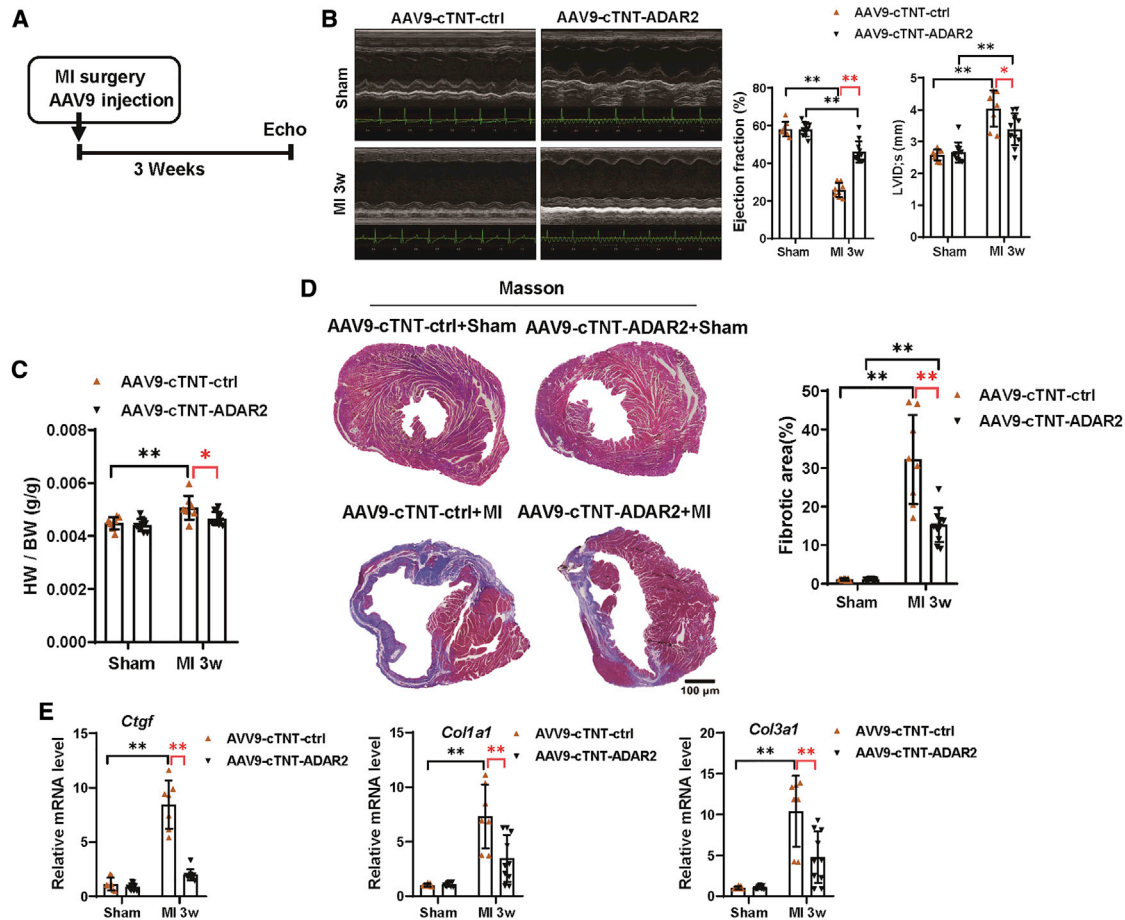 A
MI surgery
AAV9 injection
Echo
3 Weeks
B
AAV9-cTNT-ctrl
AAV9-cTNT-ADAR2
Sham
MI 3w
AAV9-cTNT-ctrl
AAV9-cTNT-ADAR2
Ejection fraction (%)
80
60
40
20
0
**
**
**
Sham
MI 3w
LVID;s (mm)
5
4
3
2
1
0
**
**
*
Sham
MI 3w
C
AAV9-cTNT-ctrl
AAV9-cTNT-ADAR2
HW / BW (g/g)
0.008
0.006
0.004
0.002
0.000
**
*
Sham
MI 3w
D
Masson
AAV9-cTNT-ctrl+Sham
AAV9-cTNT-ADAR2+Sham
AAV9-cTNT-ctrl+MI
AAV9-cTNT-ADAR2+MI
100 µm
Fibrotic area(%)
50
40
30
20
10
0
**
**
**
AAV9-cTNT-ctrl
AAV9-cTNT-ADAR2
Sham
MI 3w
E
Ctgf
Relative mRNA level
15
10
5
0
**
**
AVV9-cTNT-ctrl
AAV9-cTNT-ADAR2
Sham
MI 3w
Col1a1
Relative mRNA level
15
10
5
0
**
**
AVV9-cTNT-ctrl
AAV9-cTNT-ADAR2
Sham
MI 3w
Col3a1
Relative mRNA level
20
15
10
5
0
**
**
AVV9-cTNT-ctrl
AAV9-cTNT-ADAR2
Sham
MI 3w